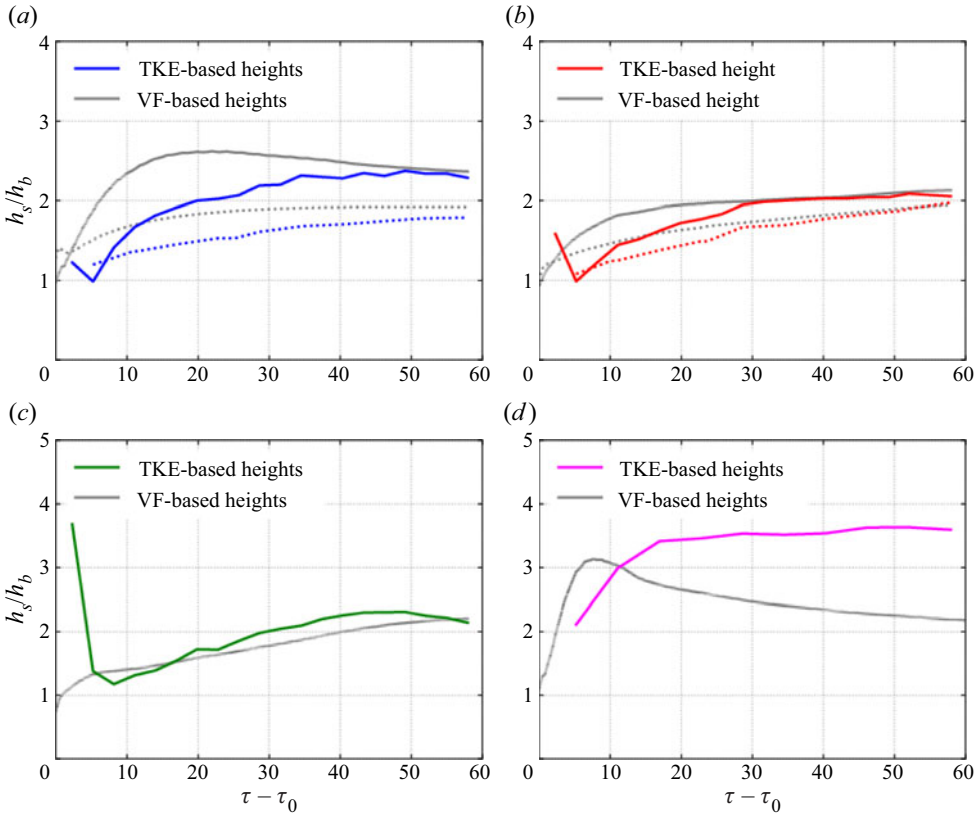 (a)
4
3
2
1
0
10
20
30
40
50
60
h_s/h_b
TKE-based heights
VF-based heights
(b)
4
3
2
1
0
10
20
30
40
50
60
TKE-based height
VF-based height
(c)
5
4
3
2
1
0
10
20
30
40
50
60
h_s/h_b
τ – τ_0
TKE-based heights
VF-based heights
(d)
5
4
3
2
1
0
10
20
30
40
50
60
τ – τ_0
TKE-based heights
VF-based heights